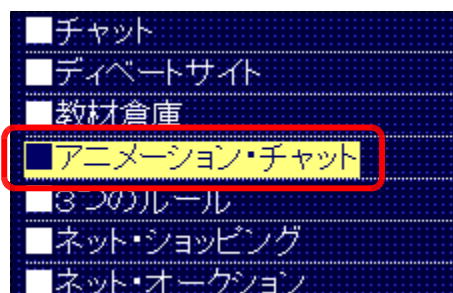 ■チャット
■ディベートサイト
■教材倉庫
■アニメーション・チャット
■3つのルール
■ネット・ショッピング
■ネット・オークション